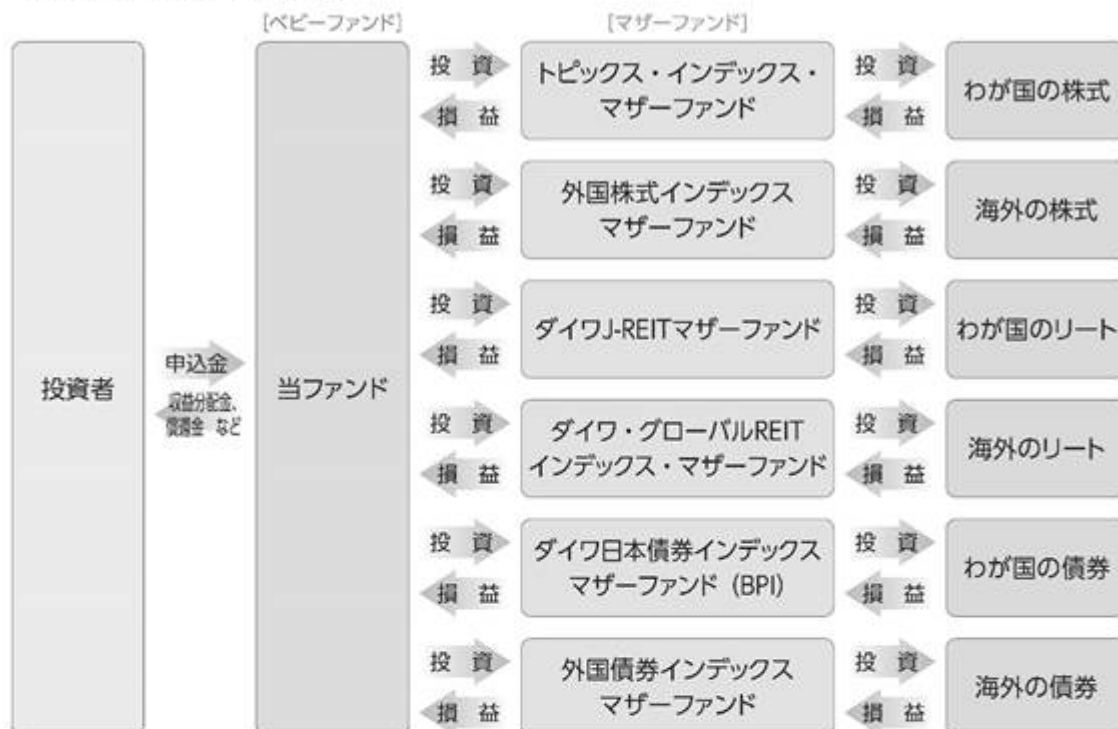 [ベビーファンド]
[マザーファンド]
投資者
申込金
収益分配金、
償還金 など
当ファンド
投 資
損 益
トピックス・インデックス・
マザーファンド
投 資
損 益
わが国の株式
投 資
損 益
外国株式インデックス
マザーファンド
投 資
損 益
海外の株式
投 資
損 益
ダイワJ-REITマザーファンド
投 資
損 益
わが国のリート
投 資
損 益
ダイワ・グローバルREIT
インデックス・マザーファンド
投 資
損 益
海外のリート
投 資
損 益
ダイワ日本債券インデックス
マザーファンド（BPI）
投 資
損 益
わが国の債券
投 資
損 益
外国債券インデックス
マザーファンド
投 資
損 益
海外の債券